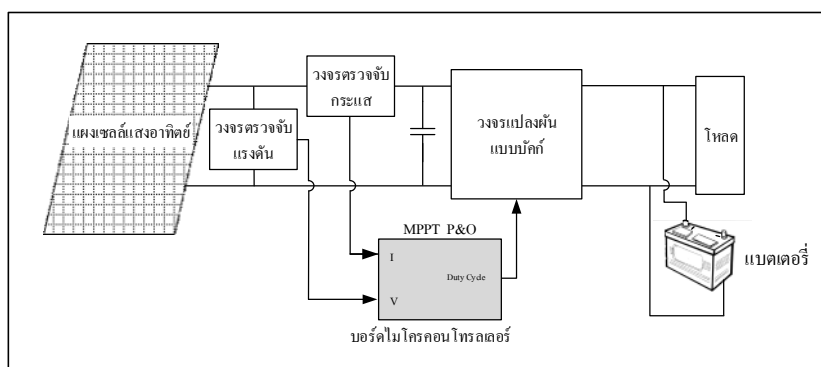 แผงเซลล์แสงอาทิตย์
วงจรตรวจจับ
แรงดัน
วงจรตรวจจับ
กระแส
วงจรแปลงผัน
แบบบัคก์
โหลด
แบตเตอรี่
MPPT P&O
I
Duty Cycle
V
บอร์ดไมโครคอนโทรลเลอร์